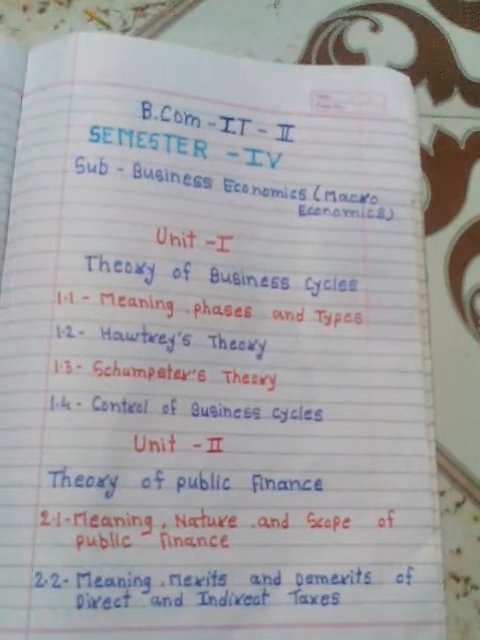 B.Com - IT - II
SEMESTER - IV
Sub - Business Economics (Macro
Economics)
Unit - I
Theory of Business Cycles
1.1 - Meaning, phases and Types
1.2 - Hawtrey's Theory
1.3 - Schumpeter's Theory
1.4 - Control of Business cycles
Unit - II
Theory of public finance
2.1 - Meaning, Nature and Scope of
public finance
2.2 - Meaning, Merits and Demerits of
Direct and Indirect Taxes